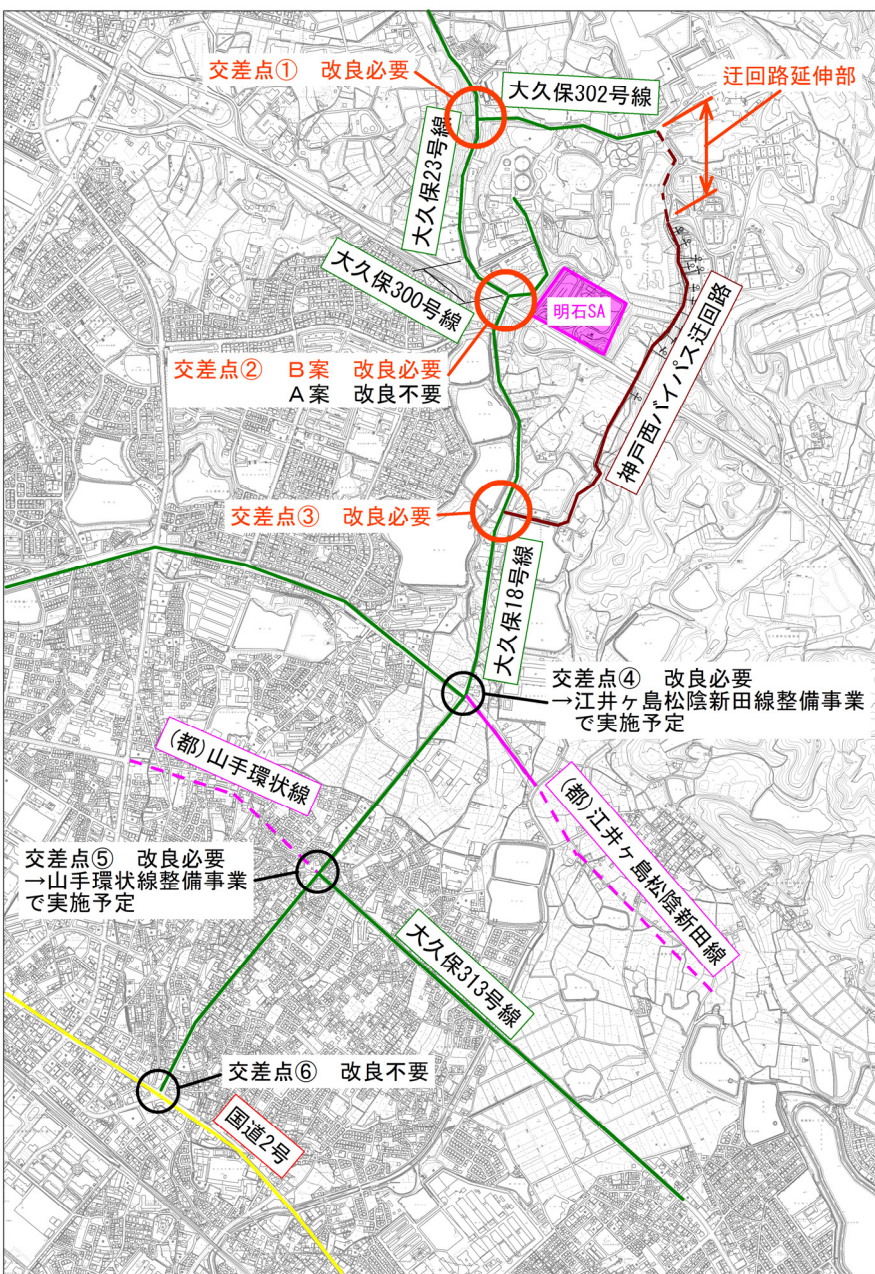 交差点① 改良必要
大久保302号線
迂回路延伸部
大久保23号線
大久保300号線
明石SA
神戸西バイパス迂回路
交差点② B案 改良必要
A案 改良不要
交差点③ 改良必要
大久保18号線
交差点④ 改良必要
→江井ヶ島松陰新田線整備事業
で実施予定
(都)山手環状線
(都)江井ヶ島松陰新田線
交差点⑤ 改良必要
→山手環状線整備事業
で実施予定
大久保313号線
交差点⑥ 改良不要
国道2号